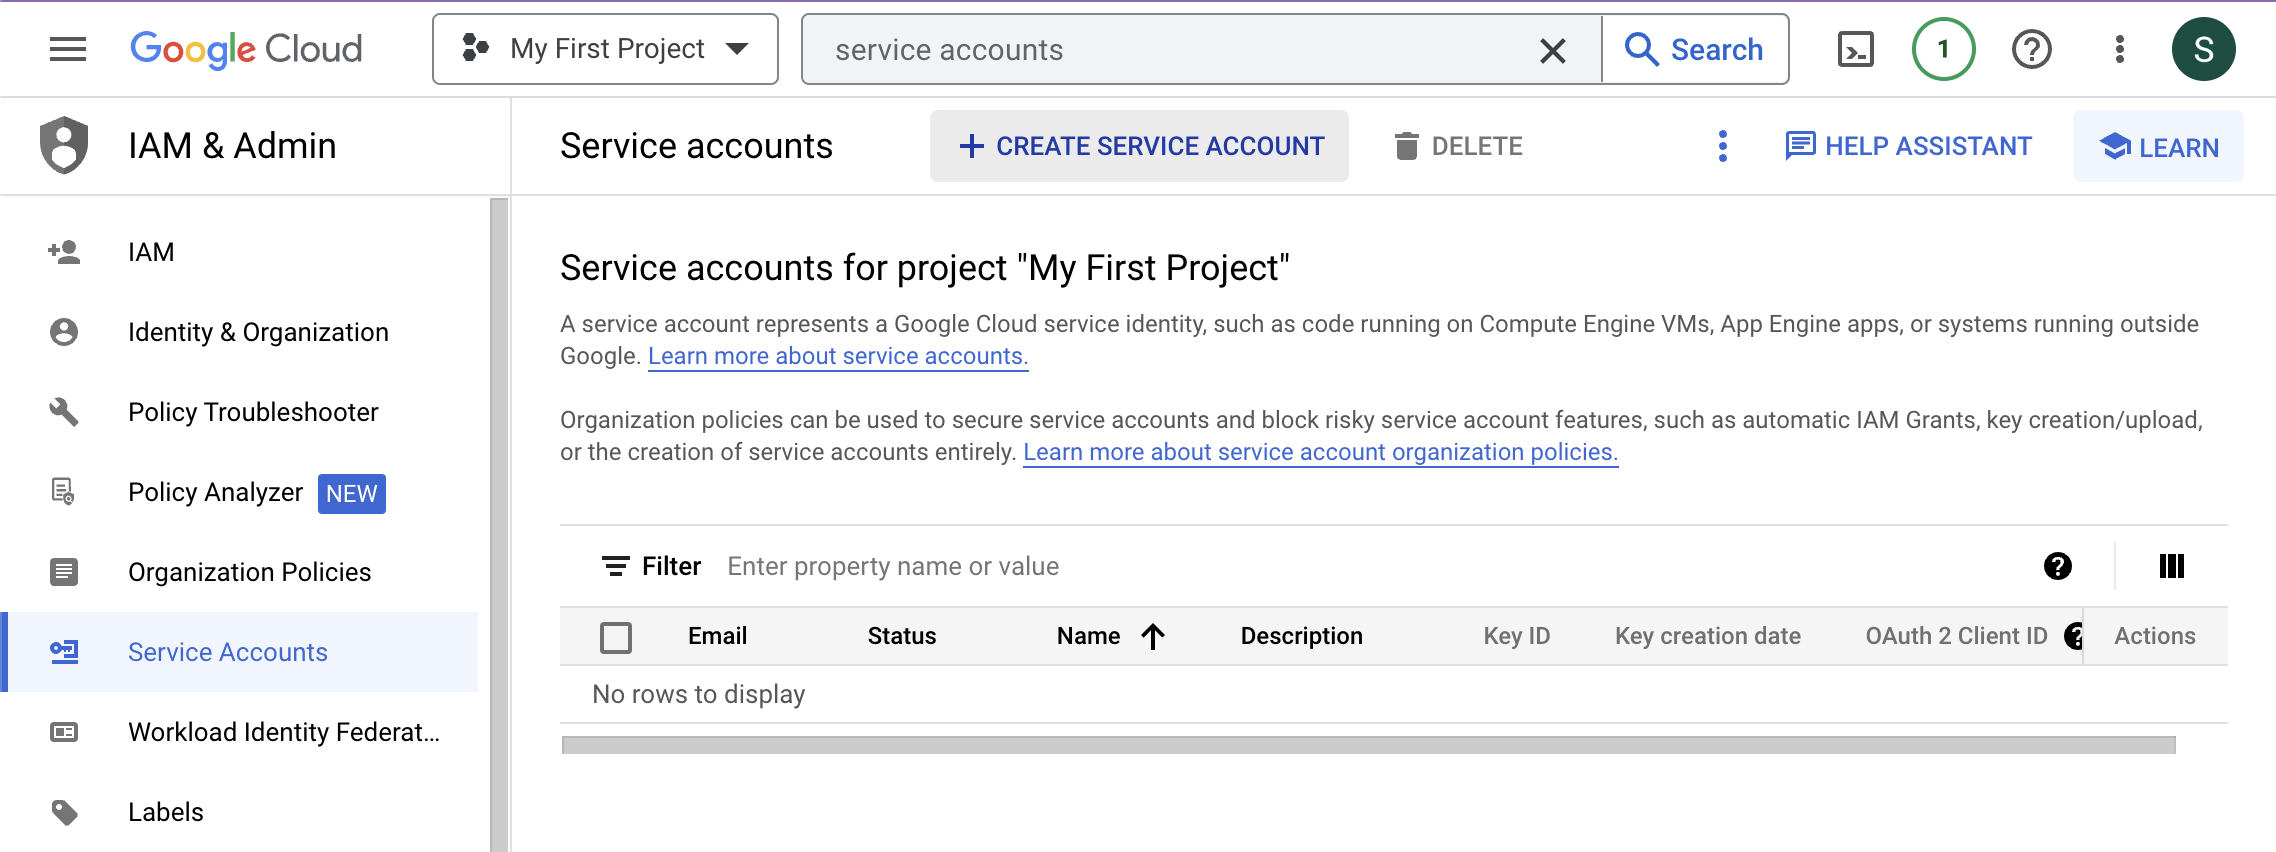 Google Cloud
My First Project
service accounts
Search
1
S
IAM & Admin
Service accounts
CREATE SERVICE ACCOUNT
DELETE
HELP ASSISTANT
LEARN
IAM
Identity & Organization
Policy Troubleshooter
Policy Analyzer NEW
Organization Policies
Service Accounts
Workload Identity Federat...
Labels
Service accounts for project "My First Project"
A service account represents a Google Cloud service identity, such as code running on Compute Engine VMs, App Engine apps, or systems running outside
Google. Learn more about service accounts.
Organization policies can be used to secure service accounts and block risky service account features, such as automatic IAM Grants, key creation/upload,
or the creation of service accounts entirely. Learn more about service account organization policies.
Filter Enter property name or value
Email Status Name Description Key ID Key creation date OAuth 2 Client ID Actions
No rows to display